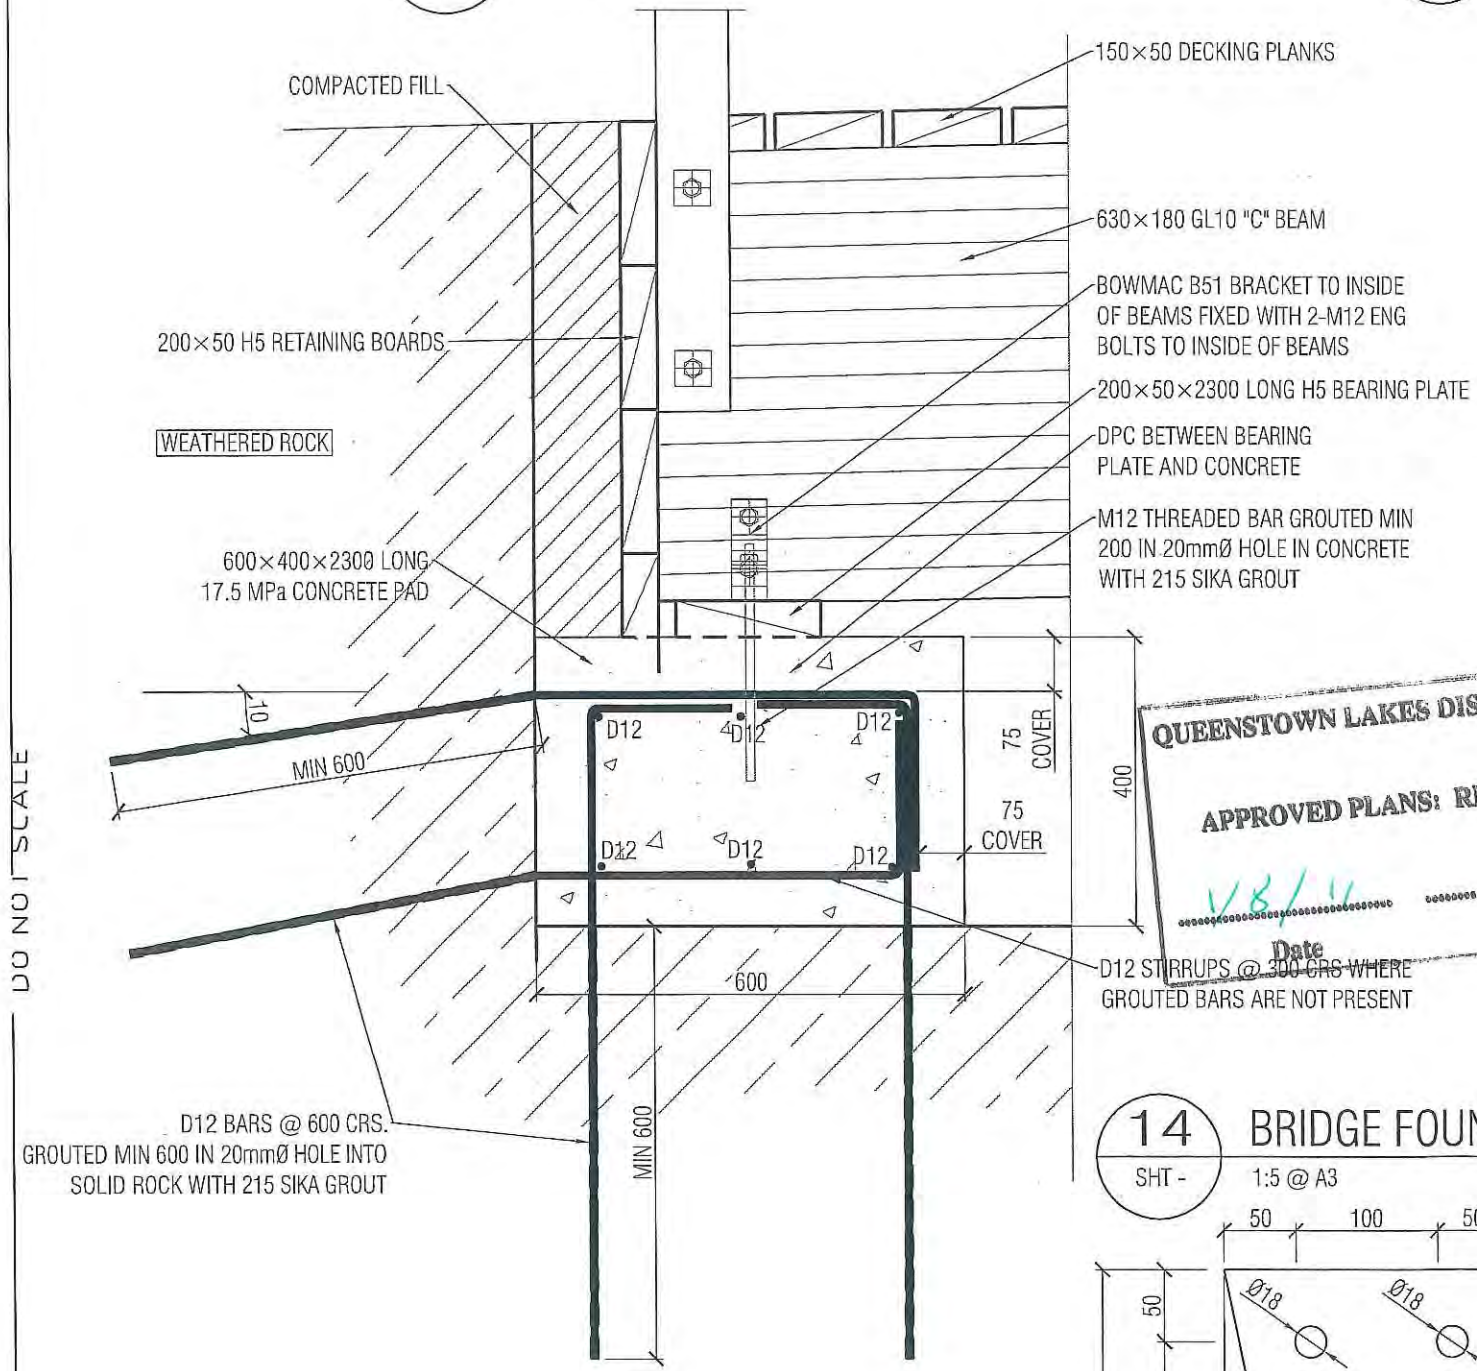 150×50 DECKING PLANKS
COMPACTED FILL
630×180 GL10 "C" BEAM
BOWMAC B51 BRACKET TO INSIDE
OF BEAMS FIXED WITH 2-M12 ENG
BOLTS TO INSIDE OF BEAMS
200×50 H5 RETAINING BOARDS
200×50×2300 LONG H5 BEARING PLATE
WEATHERED ROCK
DPC BETWEEN BEARING
PLATE AND CONCRETE
M12 THREADED BAR GROUTED MIN
200 IN 20mmØ HOLE IN CONCRETE
WITH 215 SIKA GROUT
600×400×2300 LONG
17.5 MPa CONCRETE PAD
10
MIN 600
D12
D12
D12
D12
D12
D12
75
COVER
75
COVER
400
QUEENSTOWN LAKES DIS
APPROVED PLANS:
1/8/11
Date
DO NOT SCALE
600
D12 STIRRUPS @ 300 CRS WHERE
GROUTED BARS ARE NOT PRESENT
MIN 600
D12 BARS @ 600 CRS.
GROUTED MIN 600 IN 20mmØ HOLE INTO
SOLID ROCK WITH 215 SIKA GROUT
14
SHT -
BRIDGE FOUN
1:5 @ A3
50
100
50
Ø18
Ø18